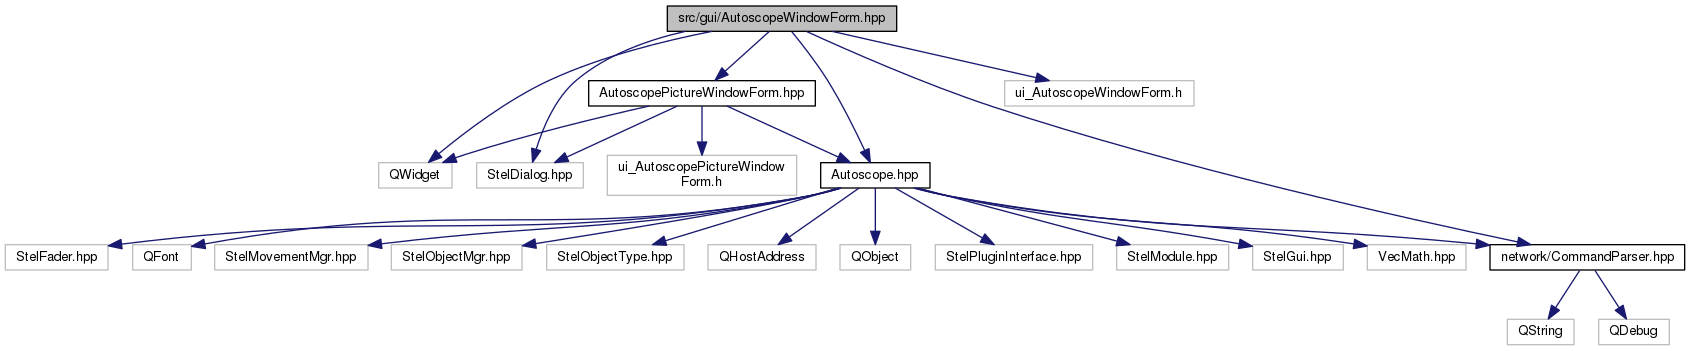 src/gui/AutoscopeWindowForm.hpp
AutoscopePictureWindowForm.hpp
ui_AutoscopeWindowForm.h
QWidget
StelDialog.hpp
ui_AutoscopePictureWindow
Form.h
Autoscope.hpp
StelFader.hpp
QFont
StelMovementMgr.hpp
StelObjectMgr.hpp
StelObjectType.hpp
QHostAddress
QObject
StelPluginInterface.hpp
StelModule.hpp
StelGui.hpp
VecMath.hpp
network/CommandParser.hpp
QString
QDebug